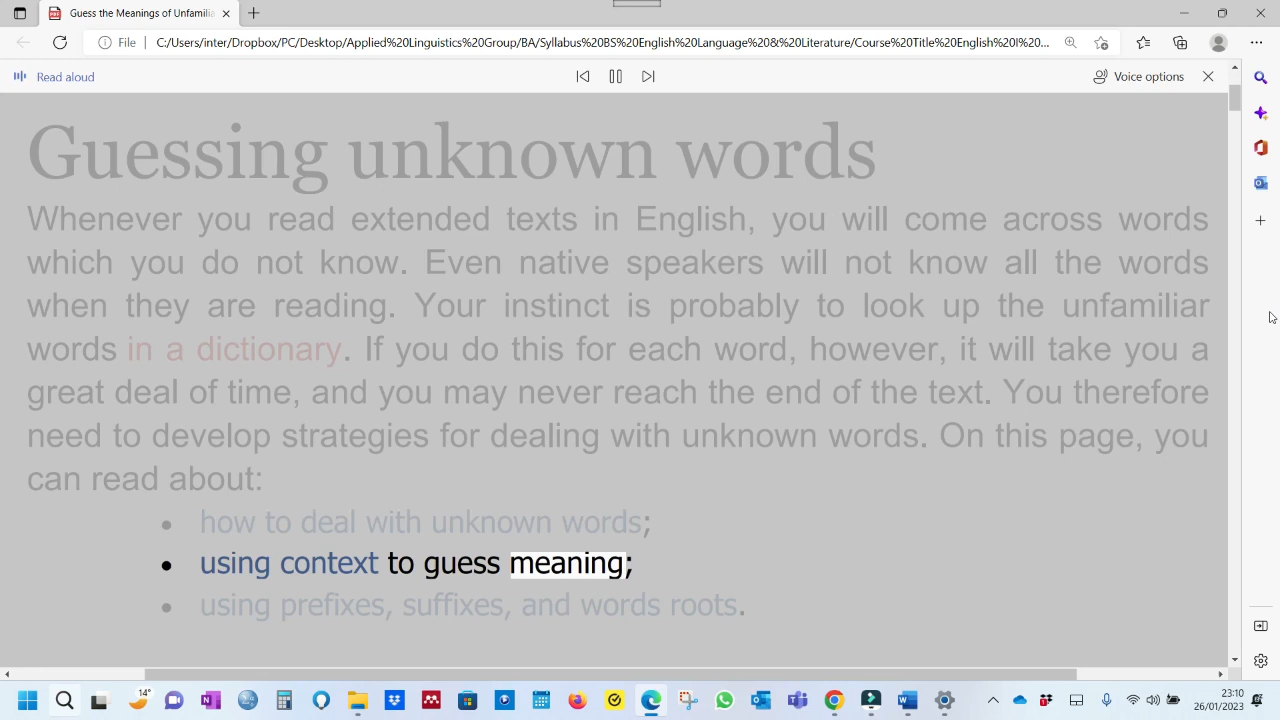 Guess the Meanings of Unfamilia
File
C:/Users/inter/Dropbox/PC/Desktop/Applied%20Linguistics%20Group/BA/Syllabus%20BS%20English%20Language%20&%20Literature/Course%20Title%20English%20I%20...
Read aloud
Voice options
Guessing unknown words
Whenever you read extended texts in English, you will come across words
which you do not know. Even native speakers will not know all the words
when they are reading. Your instinct is probably to look up the unfamiliar
words in a dictionary. If you do this for each word, however, it will take you a
great deal of time, and you may never reach the end of the text. You therefore
need to develop strategies for dealing with unknown words. On this page, you
can read about:
• how to deal with unknown words;
• using context to guess meaning;
• using prefixes, suffixes, and words roots.
14°
23:10
26/01/2023